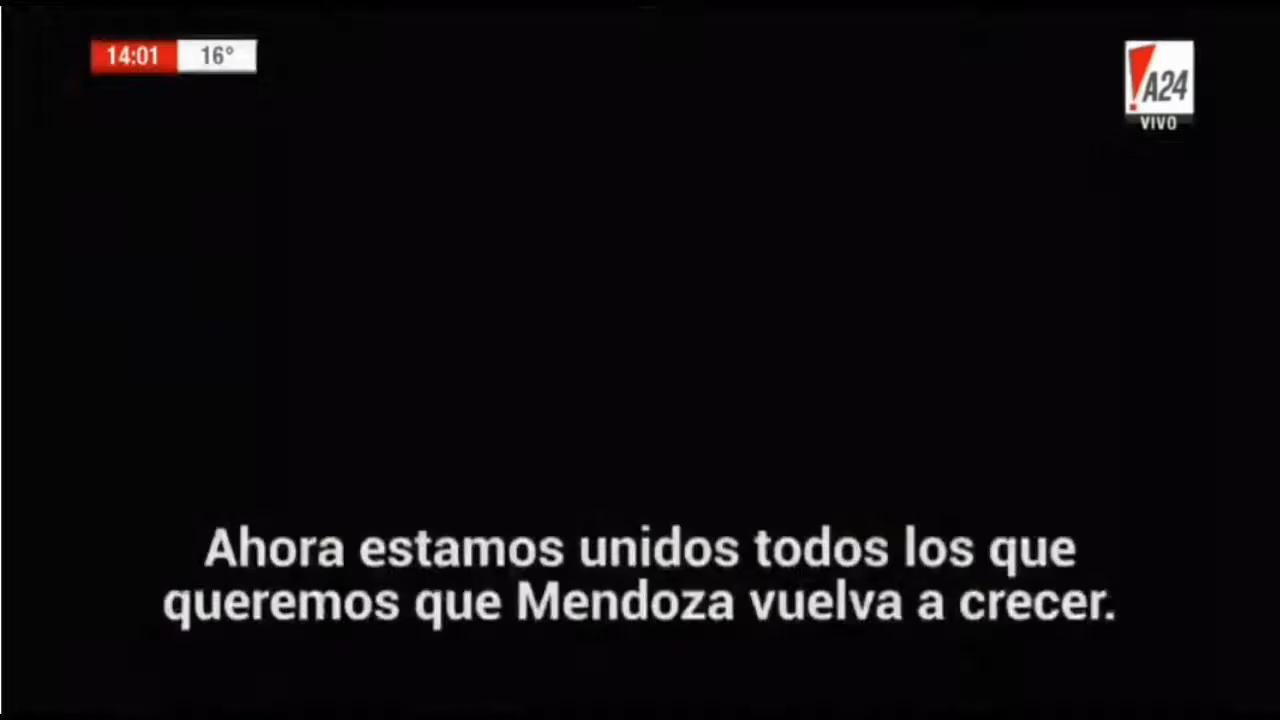 14:01 16°
A24
VIVO
Ahora estamos unidos todos los que
queremos que Mendoza vuelva a crecer.